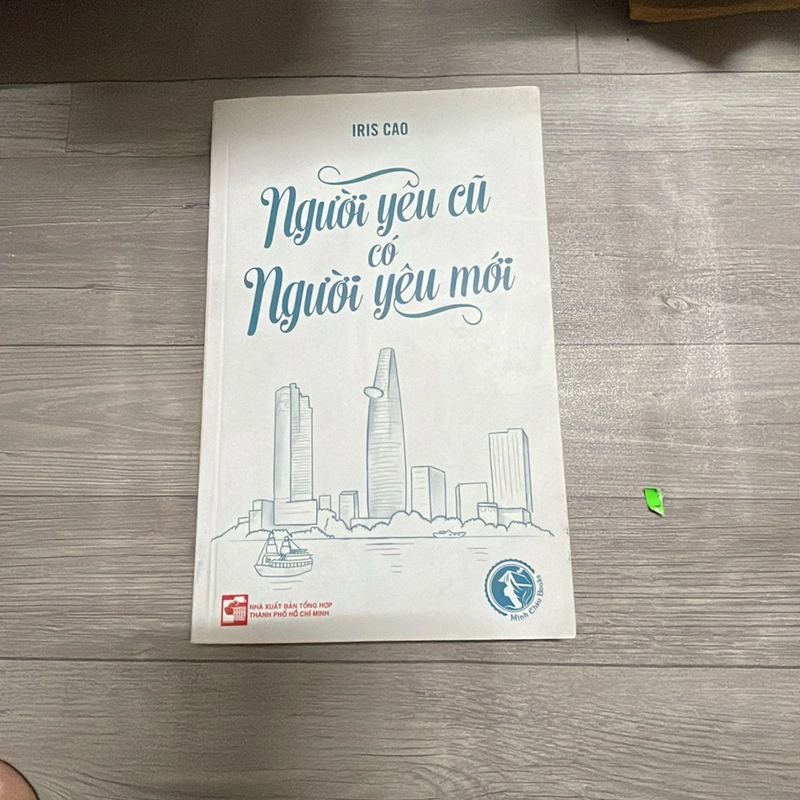 IRIS CAO
Người yêu cũ
có
Người yêu mới
NHÀ XUẤT BẢN TỔNG HỢP
THÀNH PHỐ HỒ CHÍ MINH
Minh Châu Books